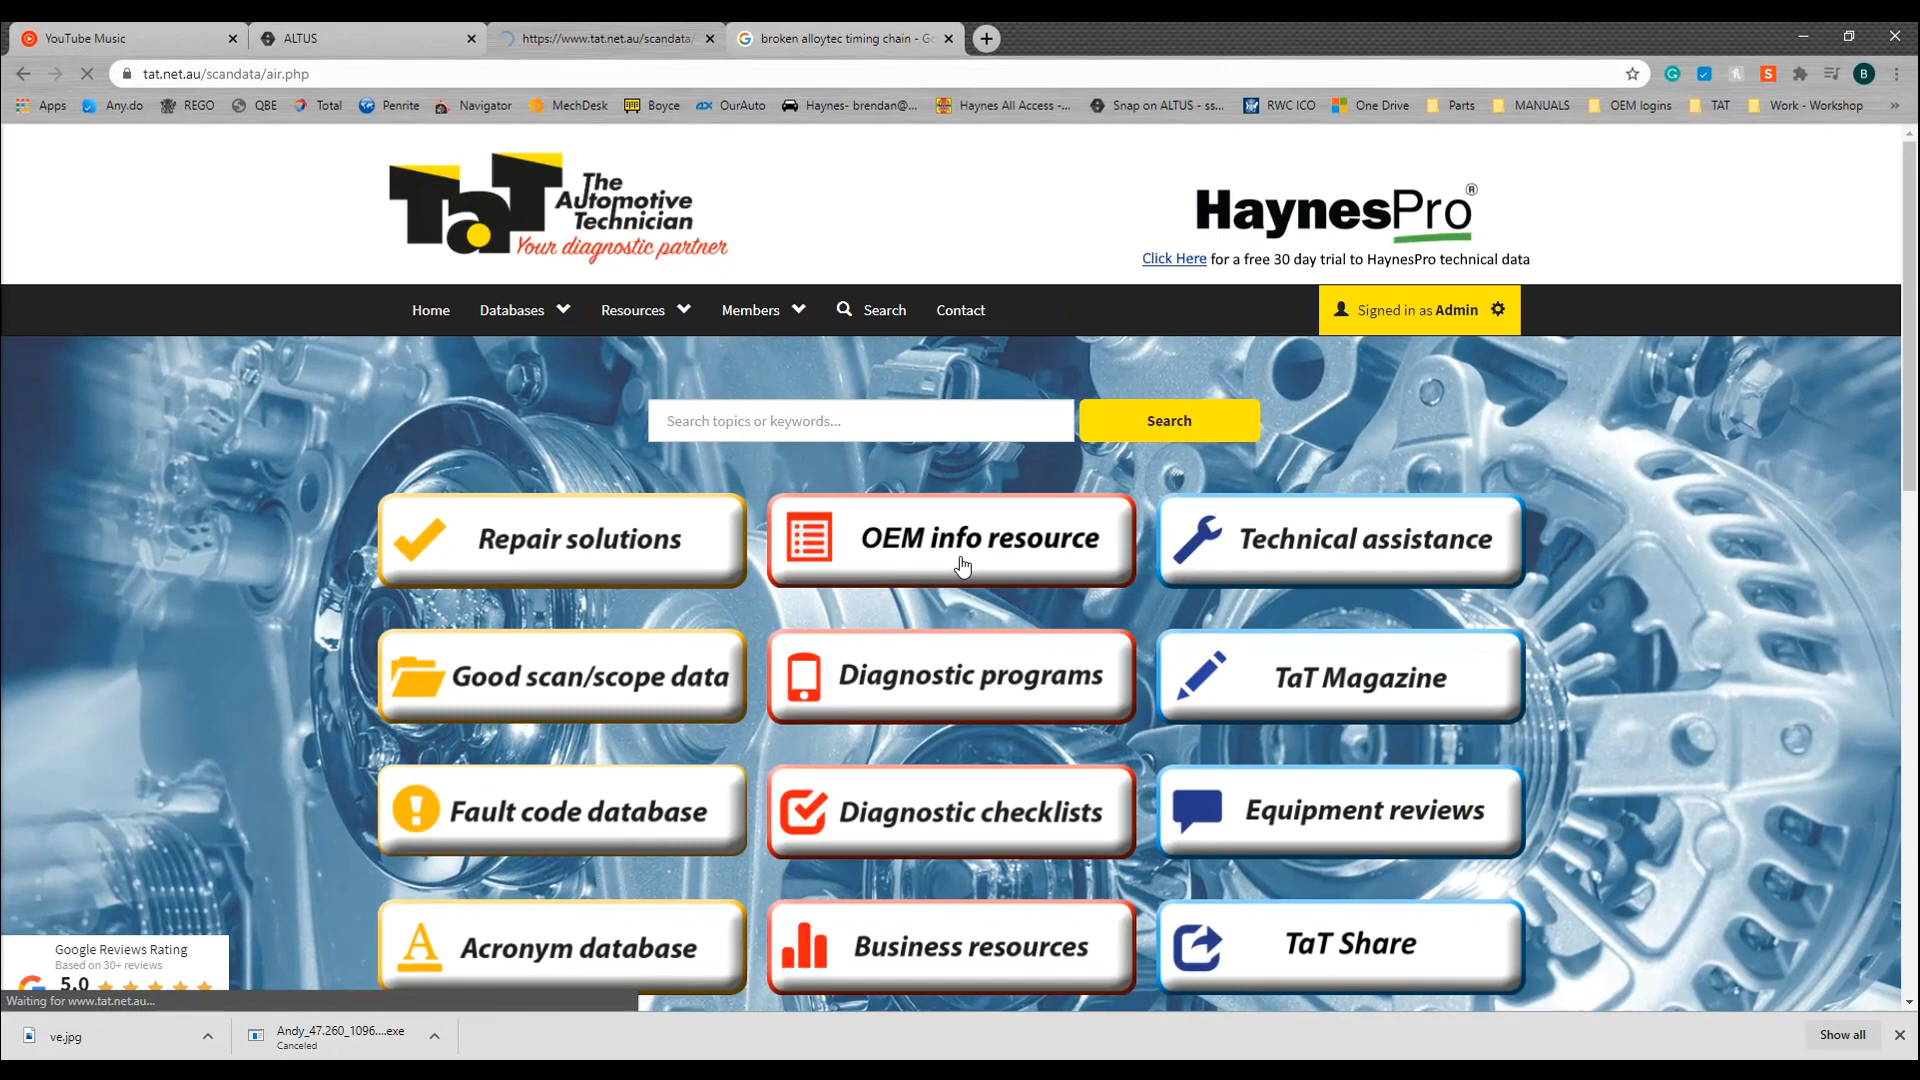 YouTube Music
ALTUS
https://www.tat.net.au/scandata/
broken alloytec timing chain - Go
tat.net.au/scandata/air.php
B
Apps
Any.do
REGO
QBE
Total
Penrite
Navigator
MechDesk
Boyce
OurAuto
Haynes- brendan@...
Haynes All Access -...
Snap on ALTUS - ss...
RWC ICO
One Drive
Parts
MANUALS
OEM logins
TAT
Work - Workshop
»
TaT The Automotive Technician
Your diagnostic partner
HaynesPro®
Click Here for a free 30 day trial to HaynesPro technical data
Home
Databases
Resources
Members
Search
Contact
Signed in as Admin
Search topics or keywords...
Search
Repair solutions
OEM info resource
Technical assistance
Good scan/scope data
Diagnostic programs
TaT Magazine
Fault code database
Diagnostic checklists
Equipment reviews
Acronym database
Business resources
TaT Share
Google Reviews Rating
Based on 30+ reviews
5.0
Waiting for www.tat.net.au...
ve.jpg
Andy_47.260_1096....exe
Canceled
Show all